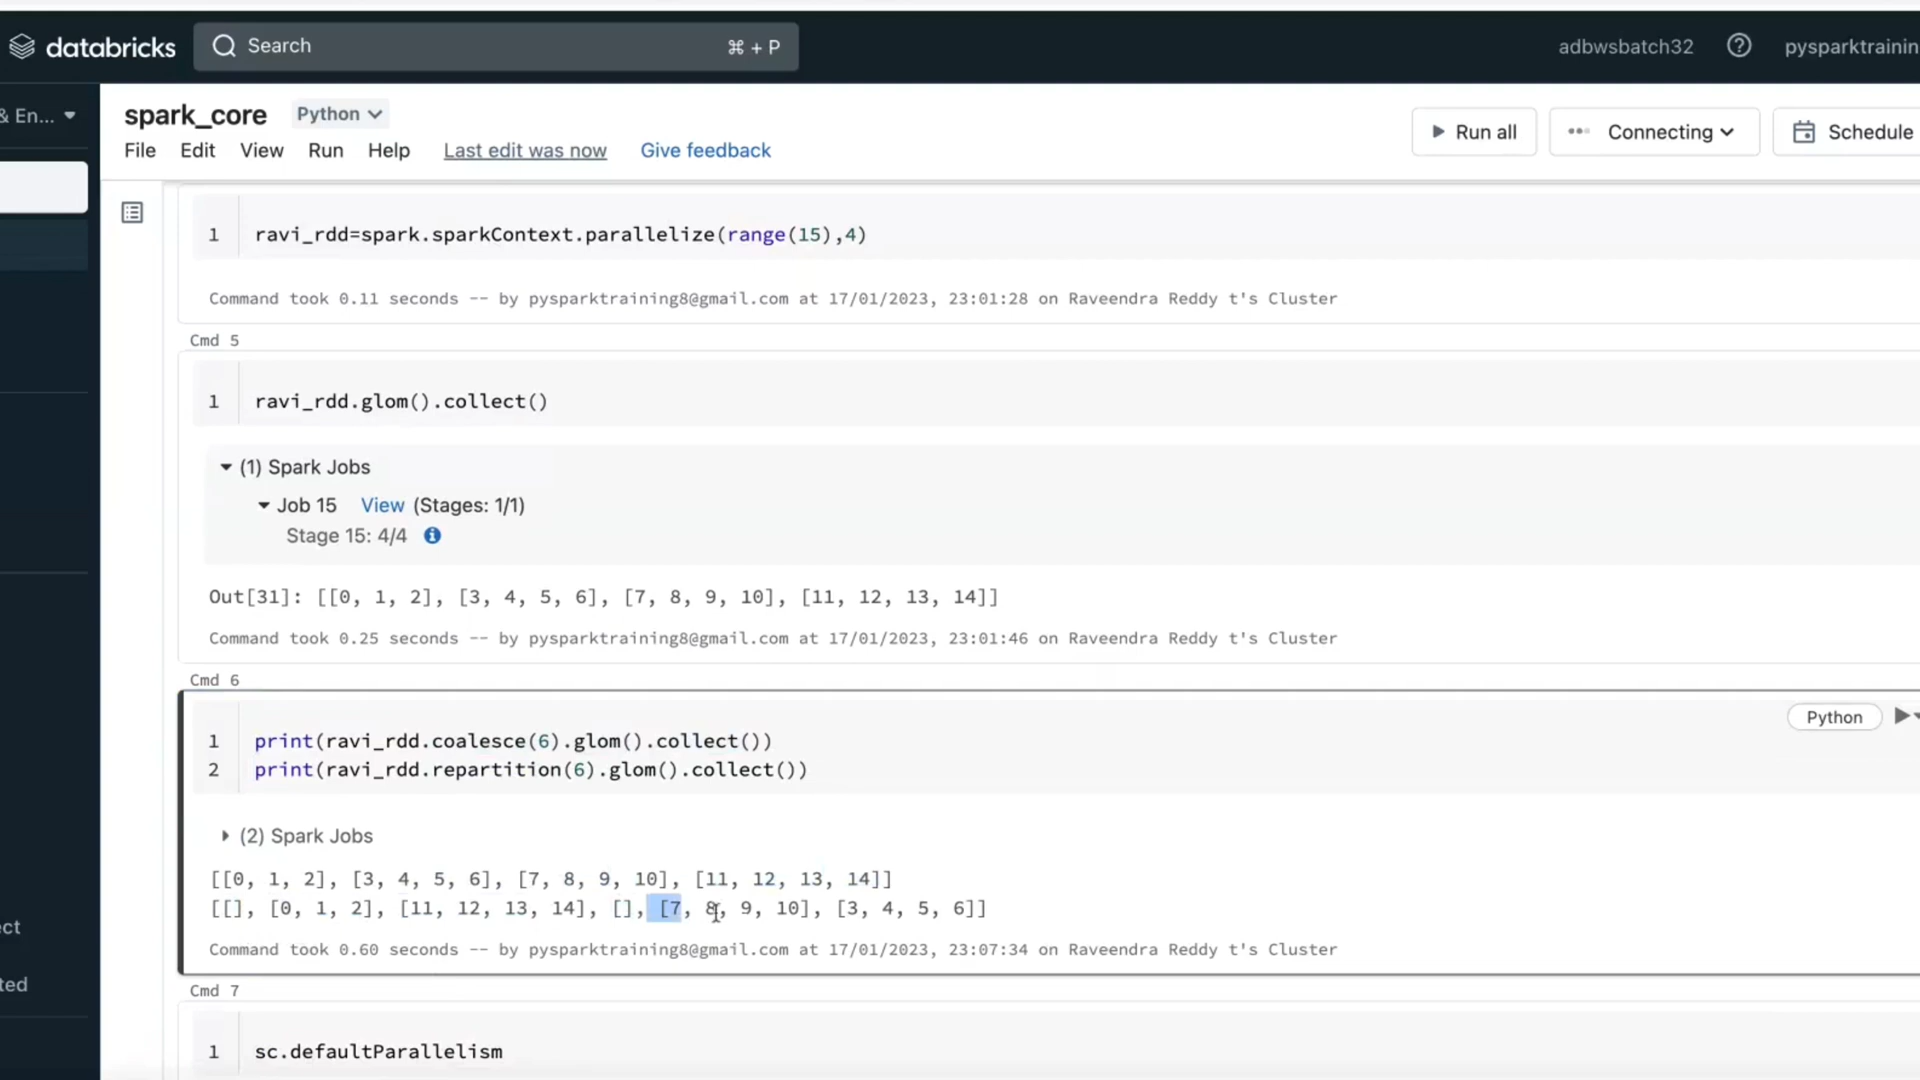 databricks
Search
⌘ + P
adbwsbatch32
pysparktrainin
& En...
spark_core
Python
File
Edit
View
Run
Help
Last edit was now
Give feedback
Run all
Connecting
Schedule
1 ravi_rdd=spark.sparkContext.parallelize(range(15),4)
Command took 0.11 seconds -- by pysparktraining8@gmail.com at 17/01/2023, 23:01:28 on Raveendra Reddy t's Cluster
Cmd 5
1 ravi_rdd.glom().collect()
(1) Spark Jobs
Job 15 View (Stages: 1/1)
Stage 15: 4/4
Out[31]: [[0, 1, 2], [3, 4, 5, 6], [7, 8, 9, 10], [11, 12, 13, 14]]
Command took 0.25 seconds -- by pysparktraining8@gmail.com at 17/01/2023, 23:01:46 on Raveendra Reddy t's Cluster
Cmd 6
Python
1 print(ravi_rdd.coalesce(6).glom().collect())
2 print(ravi_rdd.repartition(6).glom().collect())
(2) Spark Jobs
[[0, 1, 2], [3, 4, 5, 6], [7, 8, 9, 10], [11, 12, 13, 14]]
[[], [0, 1, 2], [11, 12, 13, 14], [], [7, 8, 9, 10], [3, 4, 5, 6]]
Command took 0.60 seconds -- by pysparktraining8@gmail.com at 17/01/2023, 23:07:34 on Raveendra Reddy t's Cluster
ect
ted
Cmd 7
1 sc.defaultParallelism